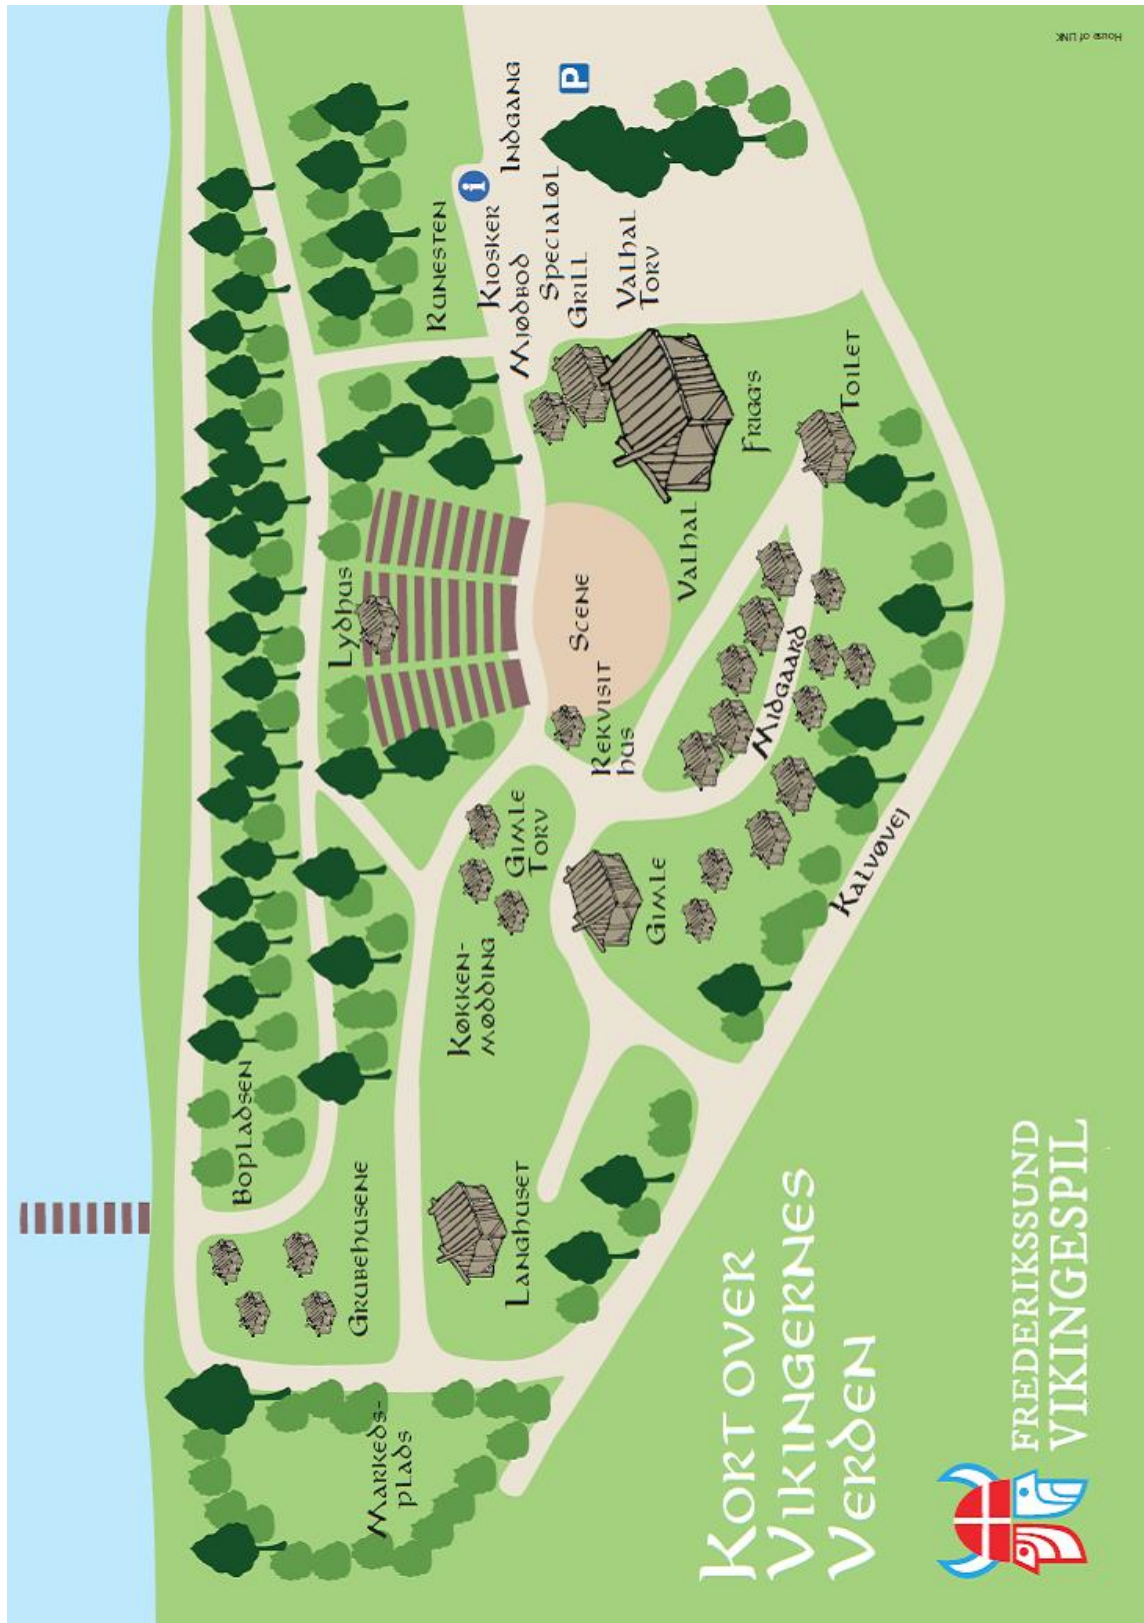 House of LINK
Indgang
P
i
Runesten
Kiosker
Mjødbod
Specialøl
Grill
Valhal
Torv
Frigg's
Toilet
Valhal
Lydhus
Scene
Rekvisit
hus
Midgaard
Gimle
Torv
Gimle
Kalvøvej
Køkken-
mødding
Bopladsen
Grubehusene
Langhuset
Markeds-
plads
Kort over
Vikingernes
Verden
FREDERIKSSUND
VIKINGESPIL